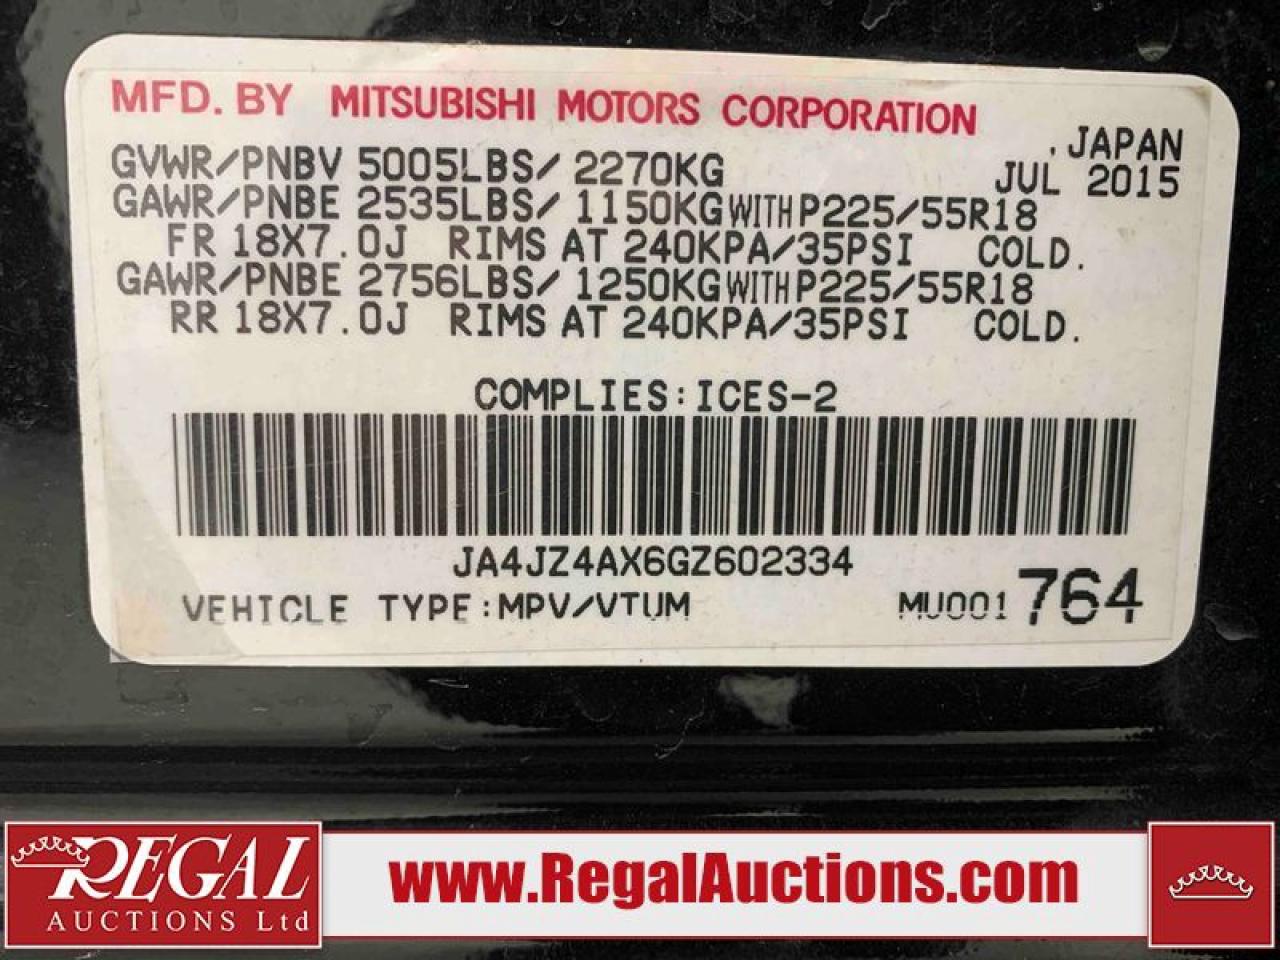 MFD. BY MITSUBISHI MOTORS CORPORATION
.JAPAN
GVWR/PNBV 5005LBS/ 2270KG JUL 2015
GAWR/PNBE 2535LBS/ 1150KG WITH P225/55R18
FR 18X7.0J RIMS AT 240KPA/35PSI COLD.
GAWR/PNBE 2756LBS/ 1250KG WITH P225/55R18
RR 18X7.0J RIMS AT 240KPA/35PSI COLD.
COMPLIES:ICES-2
JA4JZ4AX6GZ602334
VEHICLE TYPE:MPV/VTUM MU001 764
REGAL
AUCTIONS Ltd
www.RegalAuctions.com